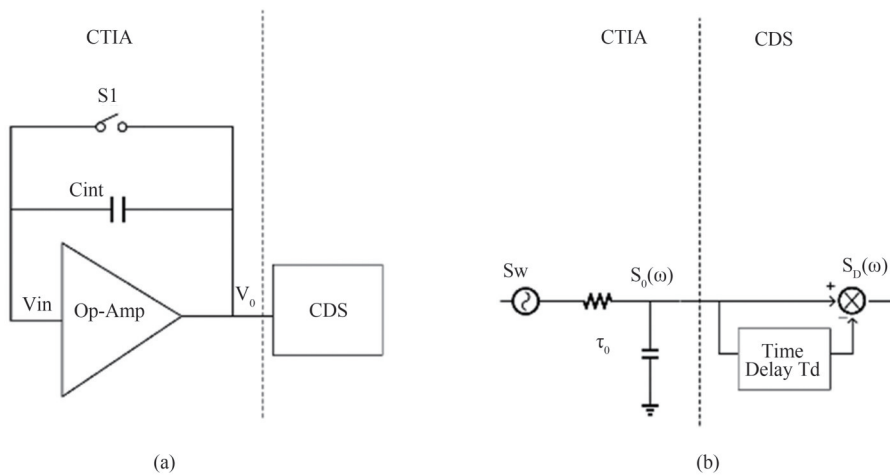 CTIA
S1
Cint
Vin
Op-Amp
V0
CDS
(a)
CTIA
CDS
Sw
S0(ω)
τ0
SD(ω)
+
−
Time
Delay Td
(b)